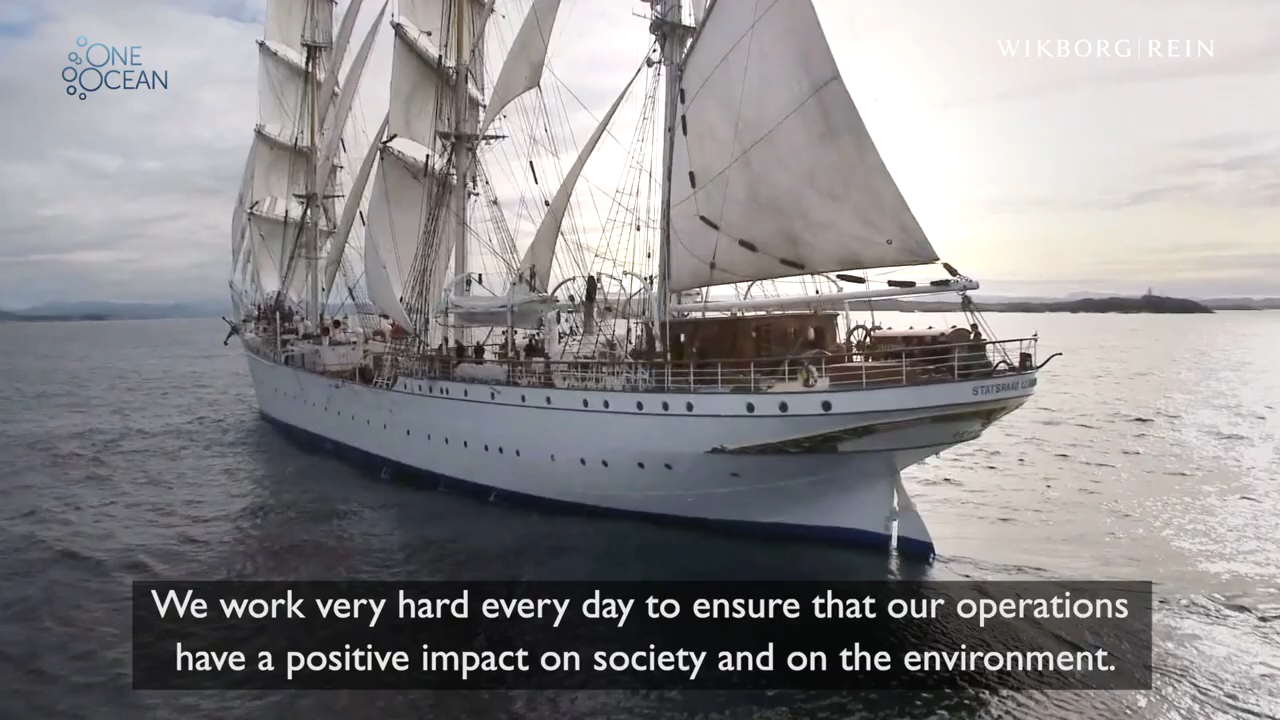 ONE
OCEAN
WIKBORG|REIN
STATSRAAD
We work very hard every day to ensure that our operations
have a positive impact on society and on the environment.